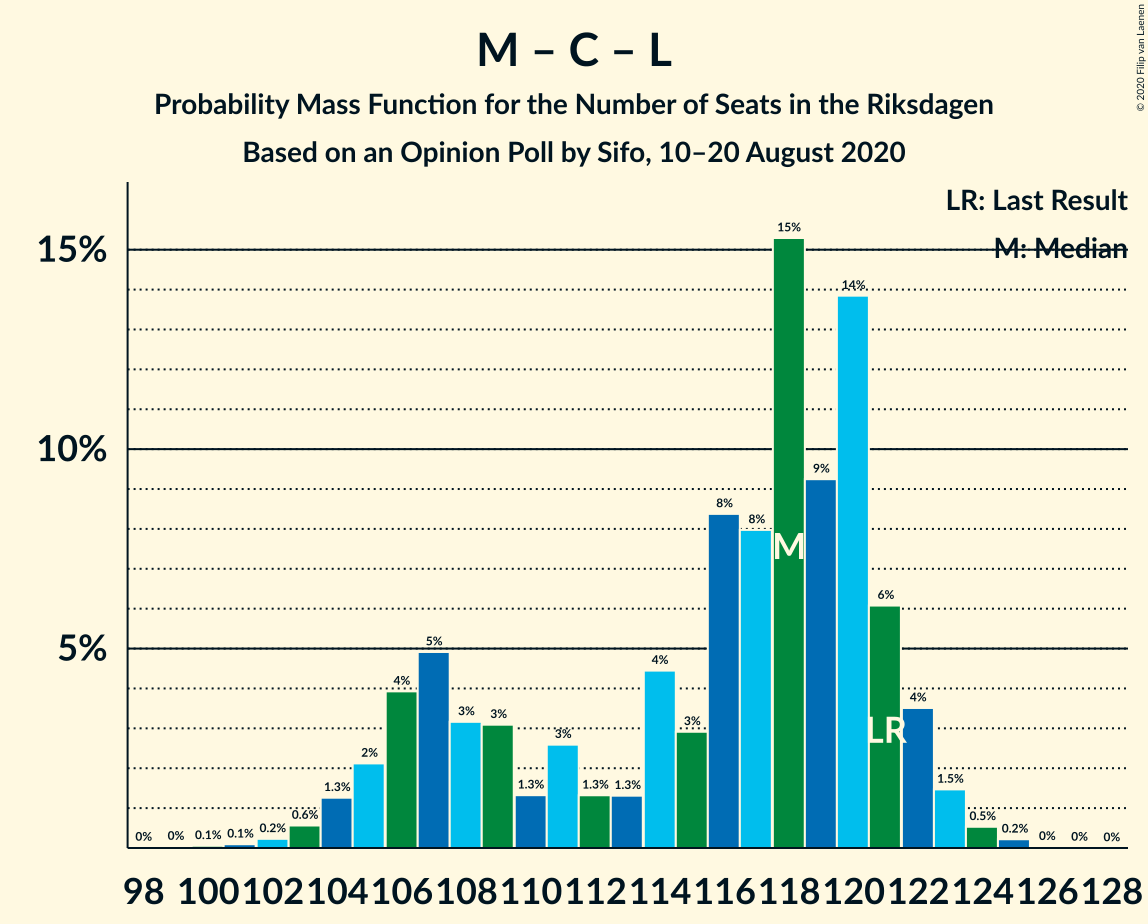 © 2020 Filip van Laenen
M – C – L
Probability Mass Function for the Number of Seats in the Riksdagen
Based on an Opinion Poll by Sifo, 10–20 August 2020
LR: Last Result
M: Median
15%
10%
5%
0% 0% 0.1% 0.1% 0.2% 0.6% 1.3% 2% 4% 5% 3% 3% 1.3% 3% 1.3% 1.3% 4% 3% 8% 8% 15% 9% 14% 6% 4% 1.5% 0.5% 0.2% 0% 0% 0%
M
LR
98 100 102 104 106 108 110 112 114 116 118 120 122 124 126 128